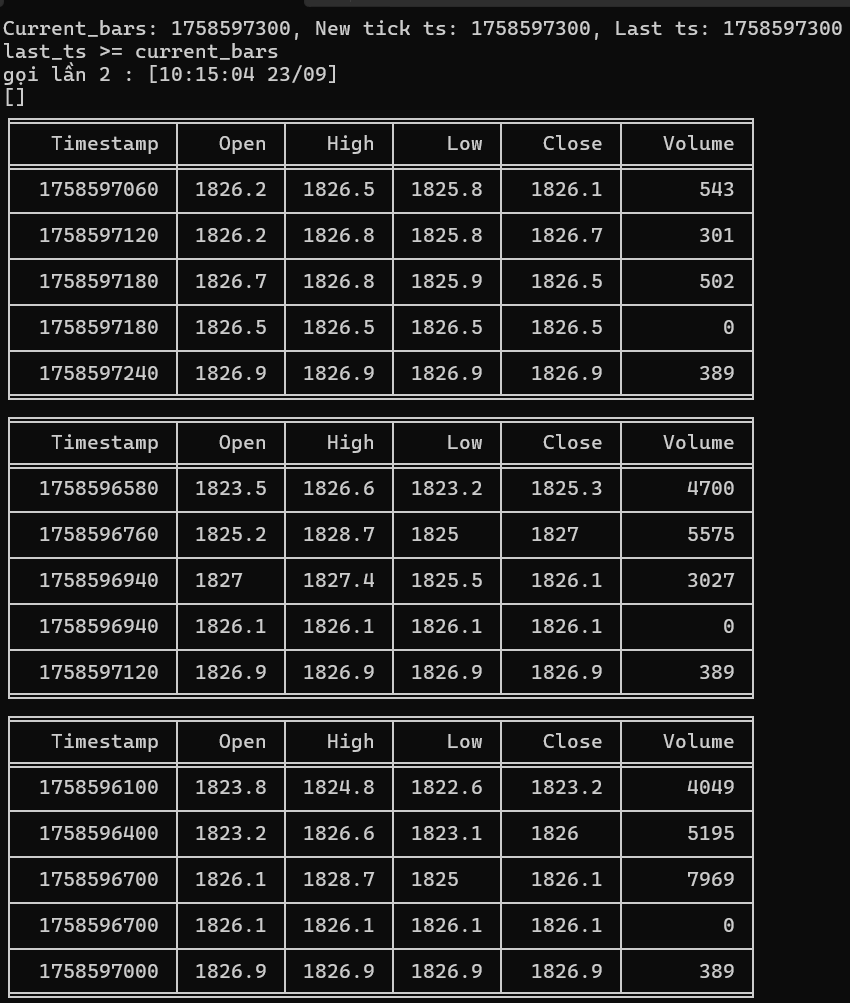 Current_bars: 1758597300, New tick ts: 1758597300, Last ts: 1758597300
last_ts >= current_bars
gọi lần 2 : [10:15:04 23/09]
[]
Timestamp Open High Low Close Volume
1758597060 1826.2 1826.5 1825.8 1826.1 543
1758597120 1826.2 1826.8 1825.8 1826.7 301
1758597180 1826.7 1826.8 1825.9 1826.5 502
1758597180 1826.5 1826.5 1826.5 1826.5 0
1758597240 1826.9 1826.9 1826.9 1826.9 389
Timestamp Open High Low Close Volume
1758596580 1823.5 1826.6 1823.2 1825.3 4700
1758596760 1825.2 1828.7 1825 1827 5575
1758596940 1827 1827.4 1825.5 1826.1 3027
1758596940 1826.1 1826.1 1826.1 1826.1 0
1758597120 1826.9 1826.9 1826.9 1826.9 389
Timestamp Open High Low Close Volume
1758596100 1823.8 1824.8 1822.6 1823.2 4049
1758596400 1823.2 1826.6 1823.1 1826 5195
1758596700 1826.1 1828.7 1825 1826.1 7969
1758596700 1826.1 1826.1 1826.1 1826.1 0
1758597000 1826.9 1826.9 1826.9 1826.9 389